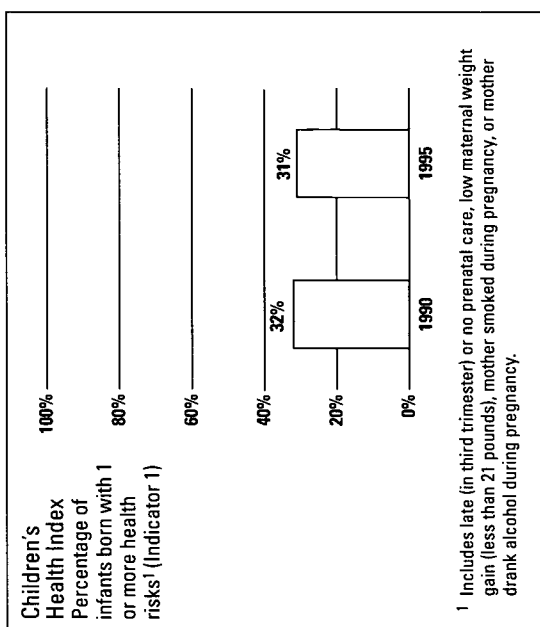 Children's
Health Index
Percentage of
infants born with 1
or more health
risks¹ (Indicator 1)
100%
80%
60%
40%
20%
0%
32%
31%
1990
1995
¹ Includes late (in third trimester) or no prenatal care, low maternal weight
gain (less than 21 pounds), mother smoked during pregnancy, or mother
drank alcohol during pregnancy.